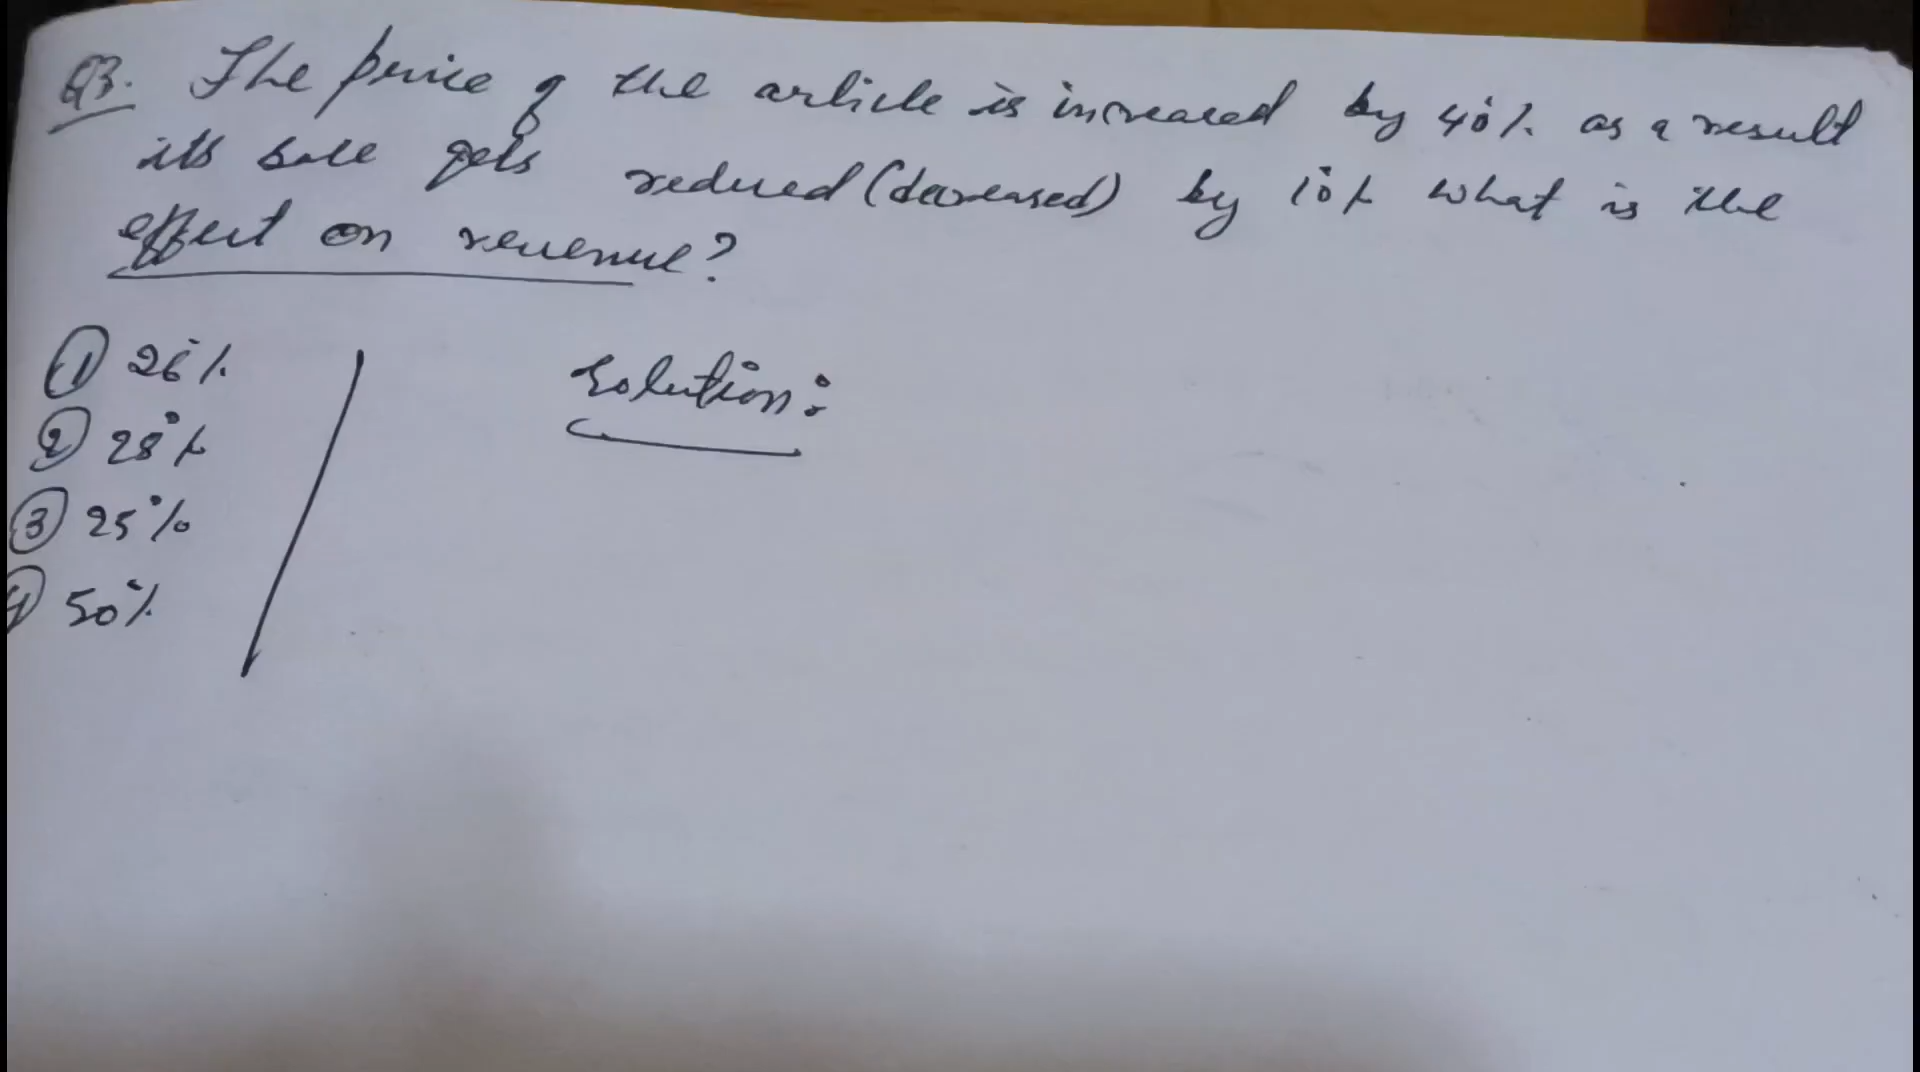 Q3. The price of the article is increased by 40% as a result
its sale gets reduced (decreased) by 10% what is the
effect on revenue?
① 26%
② 28%
③ 25%
④ 50%
Solution: